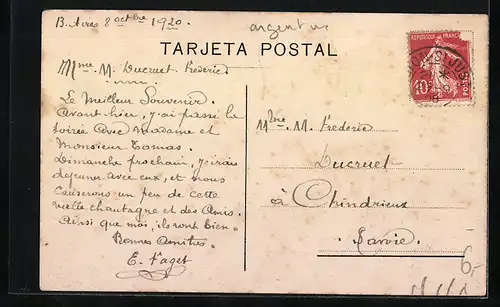 B. Aires 8 octbre 1920.
argentine
TARJETA POSTAL
Mme. M. Ducruet Frederic
Le Meilleur Souvenir.
Avant hier, j'ai passé la
soirée avec Madame et
Monsieur Tomas.
Dimanche prochain, j'irais
dejeuner avec eux, et nous
causerons un peu de cette
vielle chautagne et des Amis.
Ainsi que moi, ils vont bien.
Bonnes Amitiés
E. Faget
REPUBLIQUE FRANÇAISE
10
Mme. M. Frederic
Ducruet
à Chindrieux
Savoie.
6,-